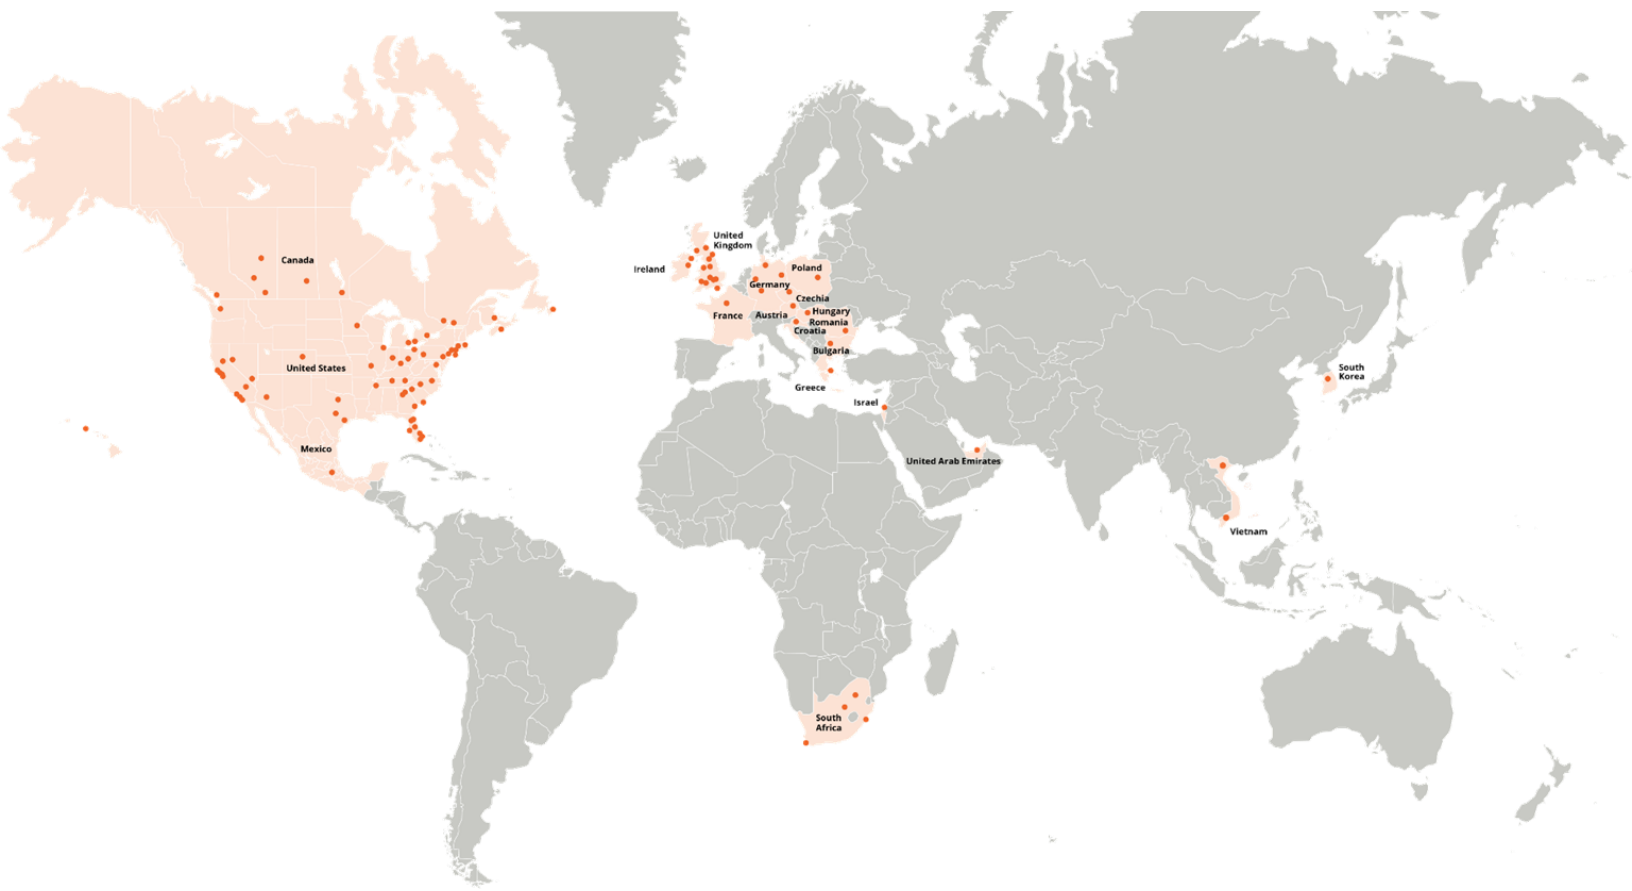 United
Kingdom
Canada
Ireland
Poland
Germany
Czechia
Hungary
France
Austria
Romania
Croatia
Bulgaria
United States
South
Korea
Greece
Israel
Mexico
United Arab Emirates
Vietnam
South
Africa